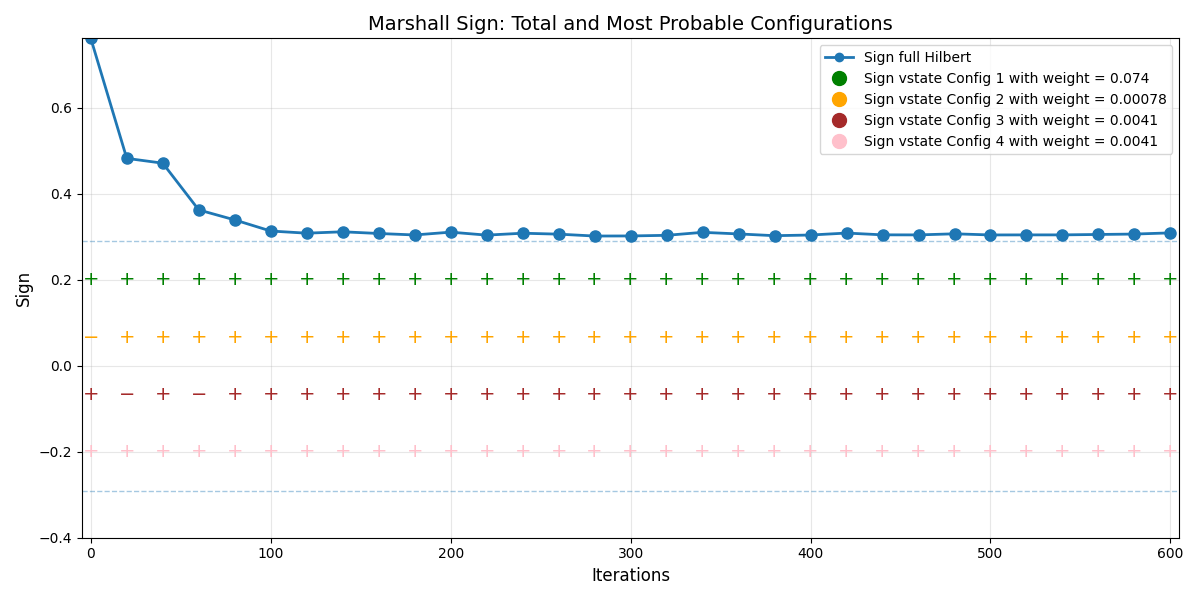 Marshall Sign: Total and Most Probable Configurations
Sign full Hilbert
Sign vstate Config 1 with weight = 0.074
Sign vstate Config 2 with weight = 0.00078
Sign vstate Config 3 with weight = 0.0041
Sign vstate Config 4 with weight = 0.0041
Sign
0.6
0.4
0.2
0.0
−0.2
−0.4
0 100 200 300 400 500 600
Iterations